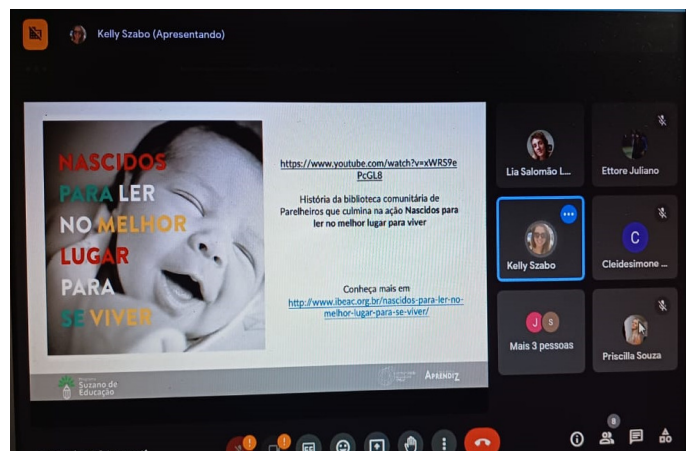 Kelly Szabo (Apresentando)
NASCIDOS
PARA LER
NO MELHOR
LUGAR
PARA
SE VIVER
https://www.youtube.com/watch?v=xWRS9e
PcGL8
História da biblioteca comunitária de
Parelheiros que culmina na ação Nascidos para
ler no melhor lugar para viver
Conheça mais em
http://www.ibeac.org.br/nascidos-para-ler-no-
melhor-lugar-para-se-viver/
Suzano de
Educação
APRENDIZ
Lia Salomão L...
Ettore Juliano
Kelly Szabo
C
Cleidesimone ...
J
S
Mais 3 pessoas
Priscilla Souza
8